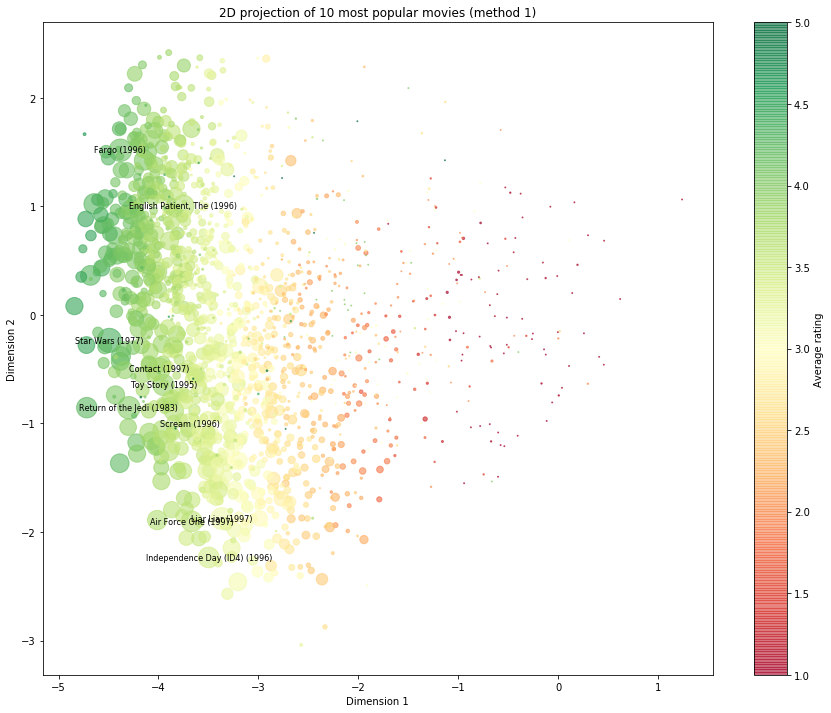 2D projection of 10 most popular movies (method 1)
Dimension 2
2
1
0
−1
−2
−3
Fargo (1996)
English Patient, The (1996)
Star Wars (1977)
Contact (1997)
Toy Story (1995)
Return of the Jedi (1983)
Scream (1996)
Liar Liar (1997)
Air Force One (1997)
Independence Day (ID4) (1996)
−5
−4
−3
−2
−1
0
1
Dimension 1
5.0
4.5
4.0
3.5
3.0
2.5
2.0
1.5
1.0
Average rating